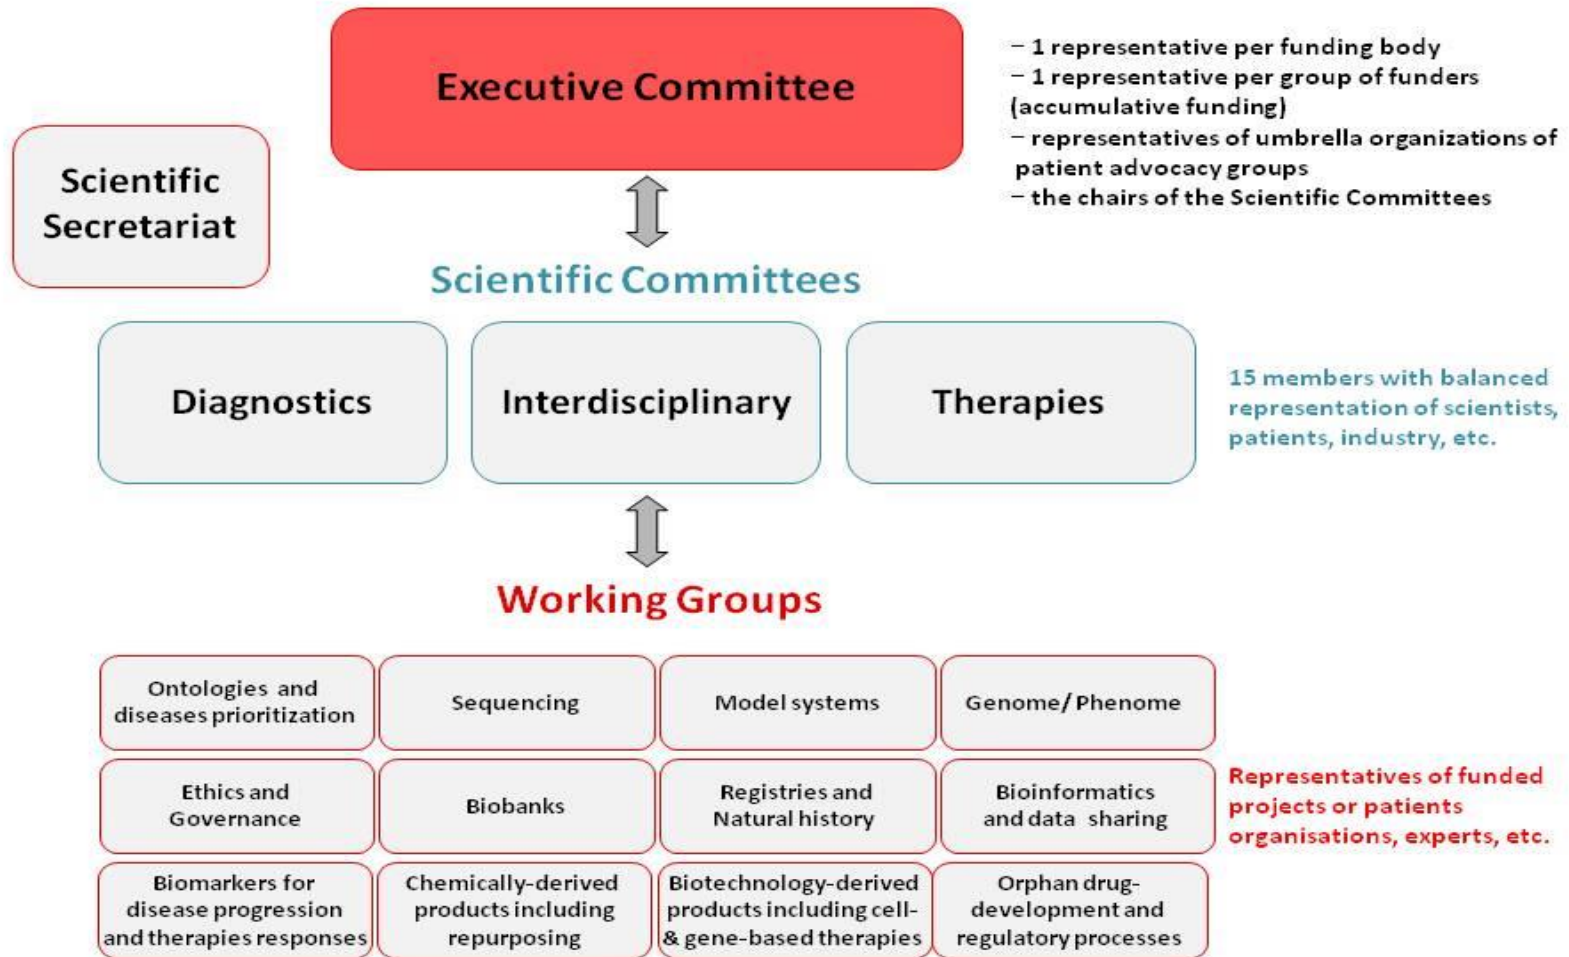 Executive Committee
− 1 representative per funding body
− 1 representative per group of funders
(accumulative funding)
− representatives of umbrella organizations of
patient advocacy groups
− the chairs of the Scientific Committees
Scientific
Secretariat
Scientific Committees
Diagnostics
Interdisciplinary
Therapies
15 members with balanced
representation of scientists,
patients, industry, etc.
Working Groups
Ontologies and
diseases prioritization
Sequencing
Model systems
Genome/ Phenome
Ethics and
Governance
Biobanks
Registries and
Natural history
Bioinformatics
and data sharing
Representatives of funded
projects or patients
organisations, experts, etc.
Biomarkers for
disease progression
and therapies responses
Chemically-derived
products including
repurposing
Biotechnology-derived
products including cell-
& gene-based therapies
Orphan drug-
development and
regulatory processes